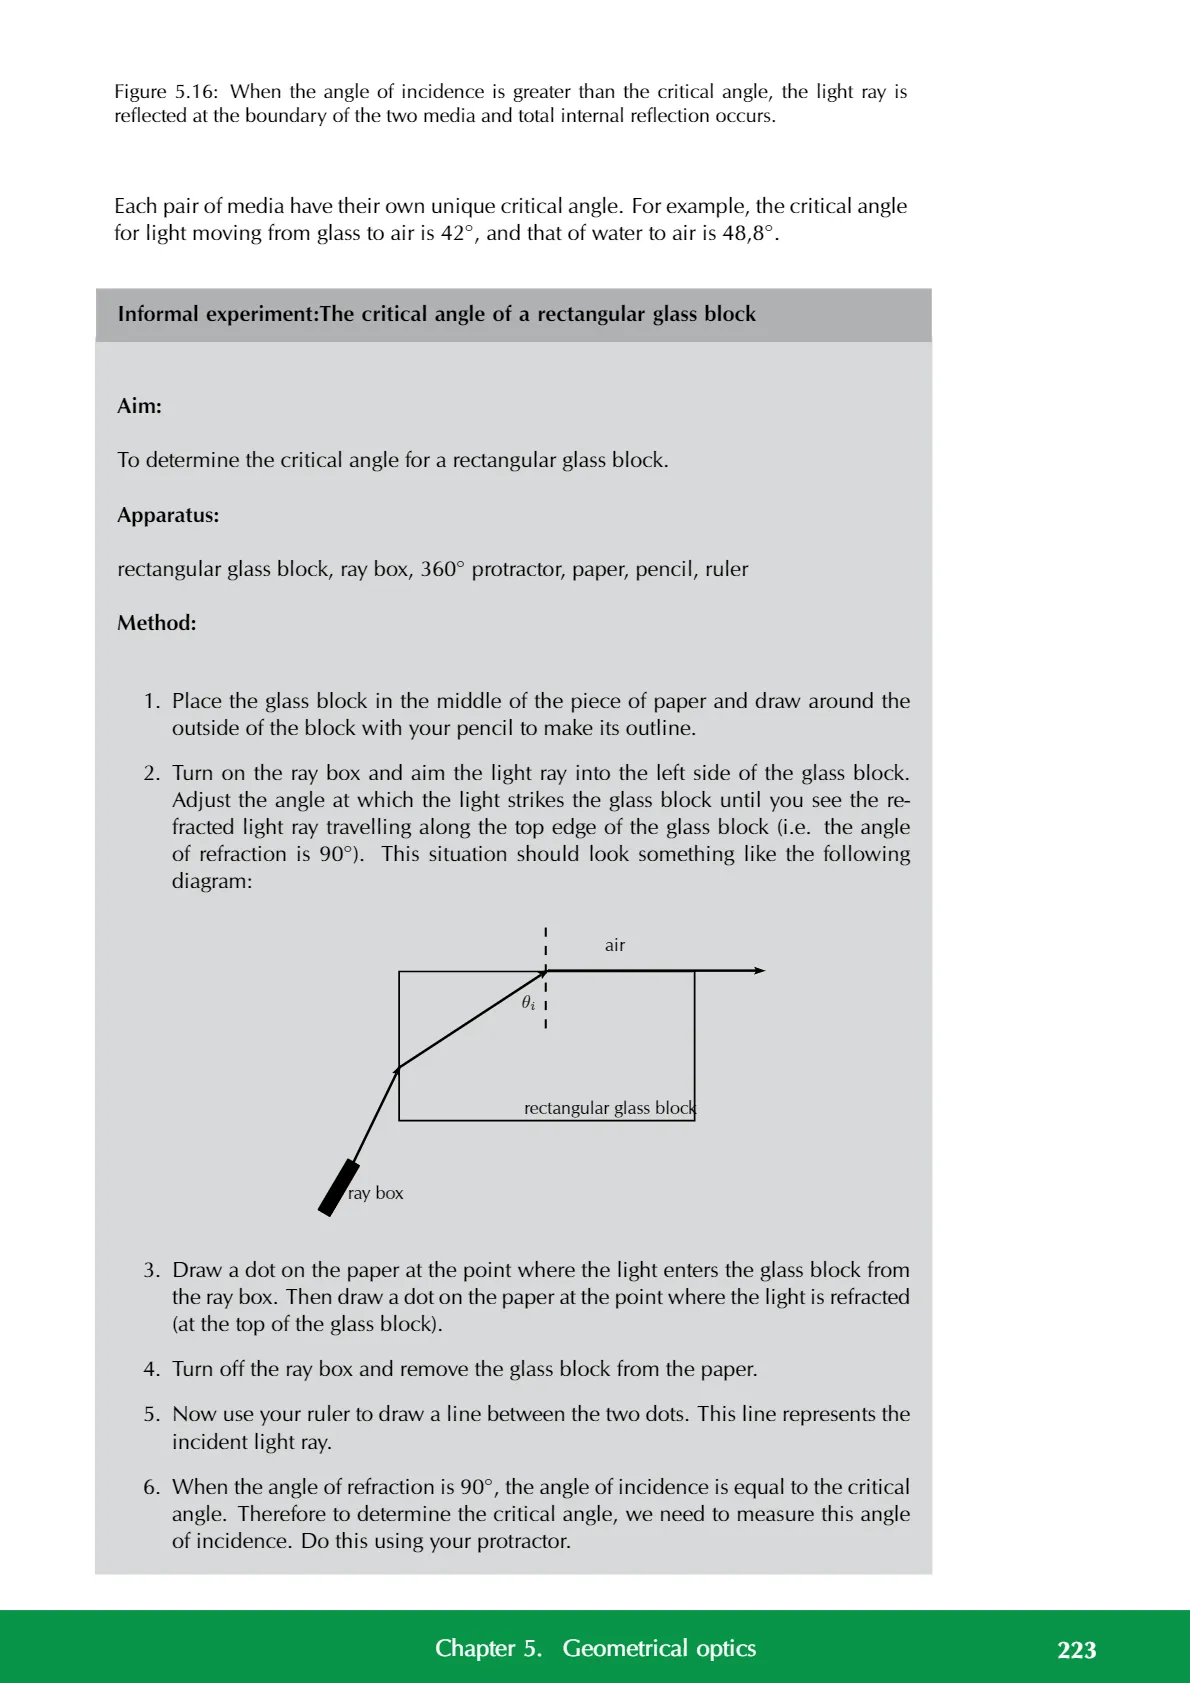 Figure 5.16: When the angle of incidence is greater than the critical angle, the light ray is
reflected at the boundary of the two media and total internal reflection occurs.
Each pair of media have their own unique critical angle. For example, the critical angle
for light moving from glass to air is 42°, and that of water to air is 48,8°.
Informal experiment:The critical angle of a rectangular glass block
Aim:
To determine the critical angle for a rectangular glass block.
Apparatus:
rectangular glass block, ray box, 360° protractor, paper, pencil, ruler
Method:
1. Place the glass block in the middle of the piece of paper and draw around the
outside of the block with your pencil to make its outline.
2. Turn on the ray box and aim the light ray into the left side of the glass block.
Adjust the angle at which the light strikes the glass block until you see the re-
fracted light ray travelling along the top edge of the glass block (i.e. the angle
of refraction is 90°). This situation should look something like the following
diagram:
air
θi
rectangular glass block
ray box
3. Draw a dot on the paper at the point where the light enters the glass block from
the ray box. Then draw a dot on the paper at the point where the light is refracted
(at the top of the glass block).
4. Turn off the ray box and remove the glass block from the paper.
5. Now use your ruler to draw a line between the two dots. This line represents the
incident light ray.
6. When the angle of refraction is 90°, the angle of incidence is equal to the critical
angle. Therefore to determine the critical angle, we need to measure this angle
of incidence. Do this using your protractor.
Chapter 5. Geometrical optics 223